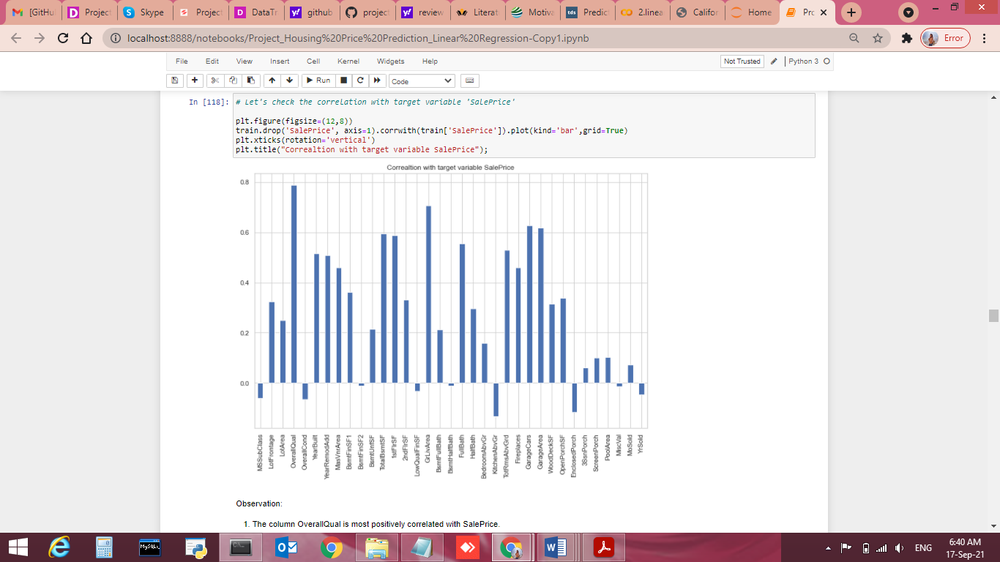 [GitHu
Project
Skype
Project
DataTr
github
project
review
Literat
Motiva
Predic
2.linea
Califor
Home
Pro
localhost:8888/notebooks/Project_Housing%20Price%20Prediction_Linear%20Regression-Copy1.ipynb
Error
File Edit View Insert Cell Kernel Widgets Help
Not Trusted
Python 3
Run
Code
In [118]:
# Let's check the correlation with target variable 'SalePrice'
plt.figure(figsize=(12,8))
train.drop('SalePrice', axis=1).corrwith(train['SalePrice']).plot(kind='bar',grid=True)
plt.xticks(rotation='vertical')
plt.title("Correaltion with target variable SalePrice");
Correaltion with target variable SalePrice
0.8
0.6
0.4
0.2
0.0
MSSubClass
LotFrontage
LotArea
OverallQual
OverallCond
YearBuilt
YearRemodAdd
MasVnrArea
BsmtFinSF1
BsmtFinSF2
BsmtUnfSF
TotalBsmtSF
1stFlrSF
2ndFlrSF
LowQualFinSF
GrLivArea
BsmtFullBath
BsmtHalfBath
FullBath
HalfBath
BedroomAbvGr
KitchenAbvGr
TotRmsAbvGrd
Fireplaces
GarageCars
GarageArea
WoodDeckSF
OpenPorchSF
EnclosedPorch
3SsnPorch
ScreenPorch
PoolArea
MiscVal
MoSold
YrSold
Observation:
1. The column OverallQual is most positively correlated with SalePrice.
ENG
6:40 AM
17-Sep-21